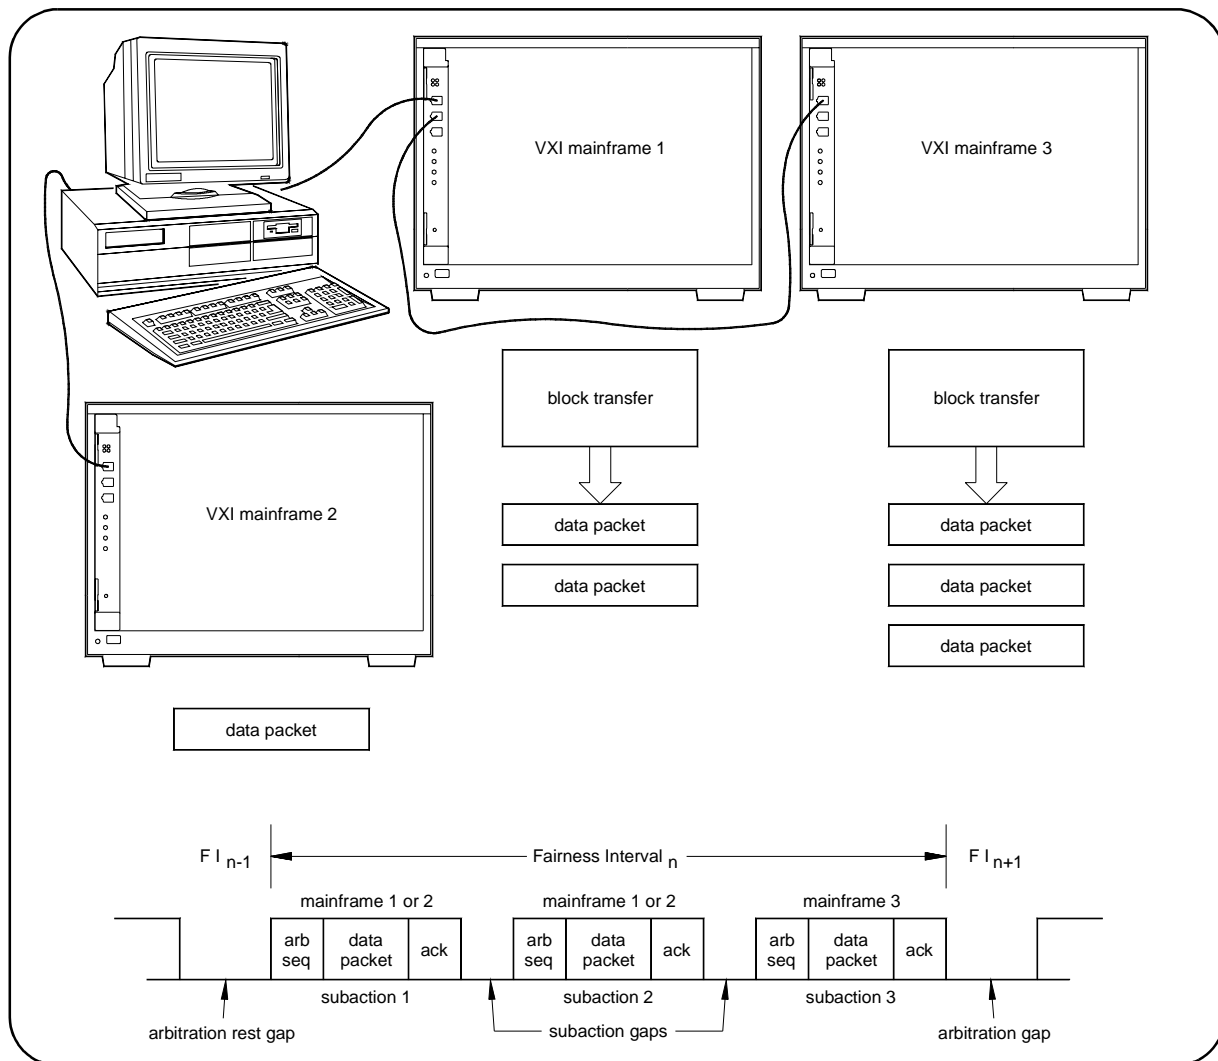 VXI mainframe 1
VXI mainframe 3
block transfer
block transfer
VXI mainframe 2
data packet
data packet
data packet
data packet
data packet
data packet
F I n-1
Fairness Interval n
F I n+1
mainframe 1 or 2
mainframe 1 or 2
mainframe 3
arb seq
data packet
ack
arb seq
data packet
ack
arb seq
data packet
ack
subaction 1
subaction 2
subaction 3
arbitration rest gap
subaction gaps
arbitration gap